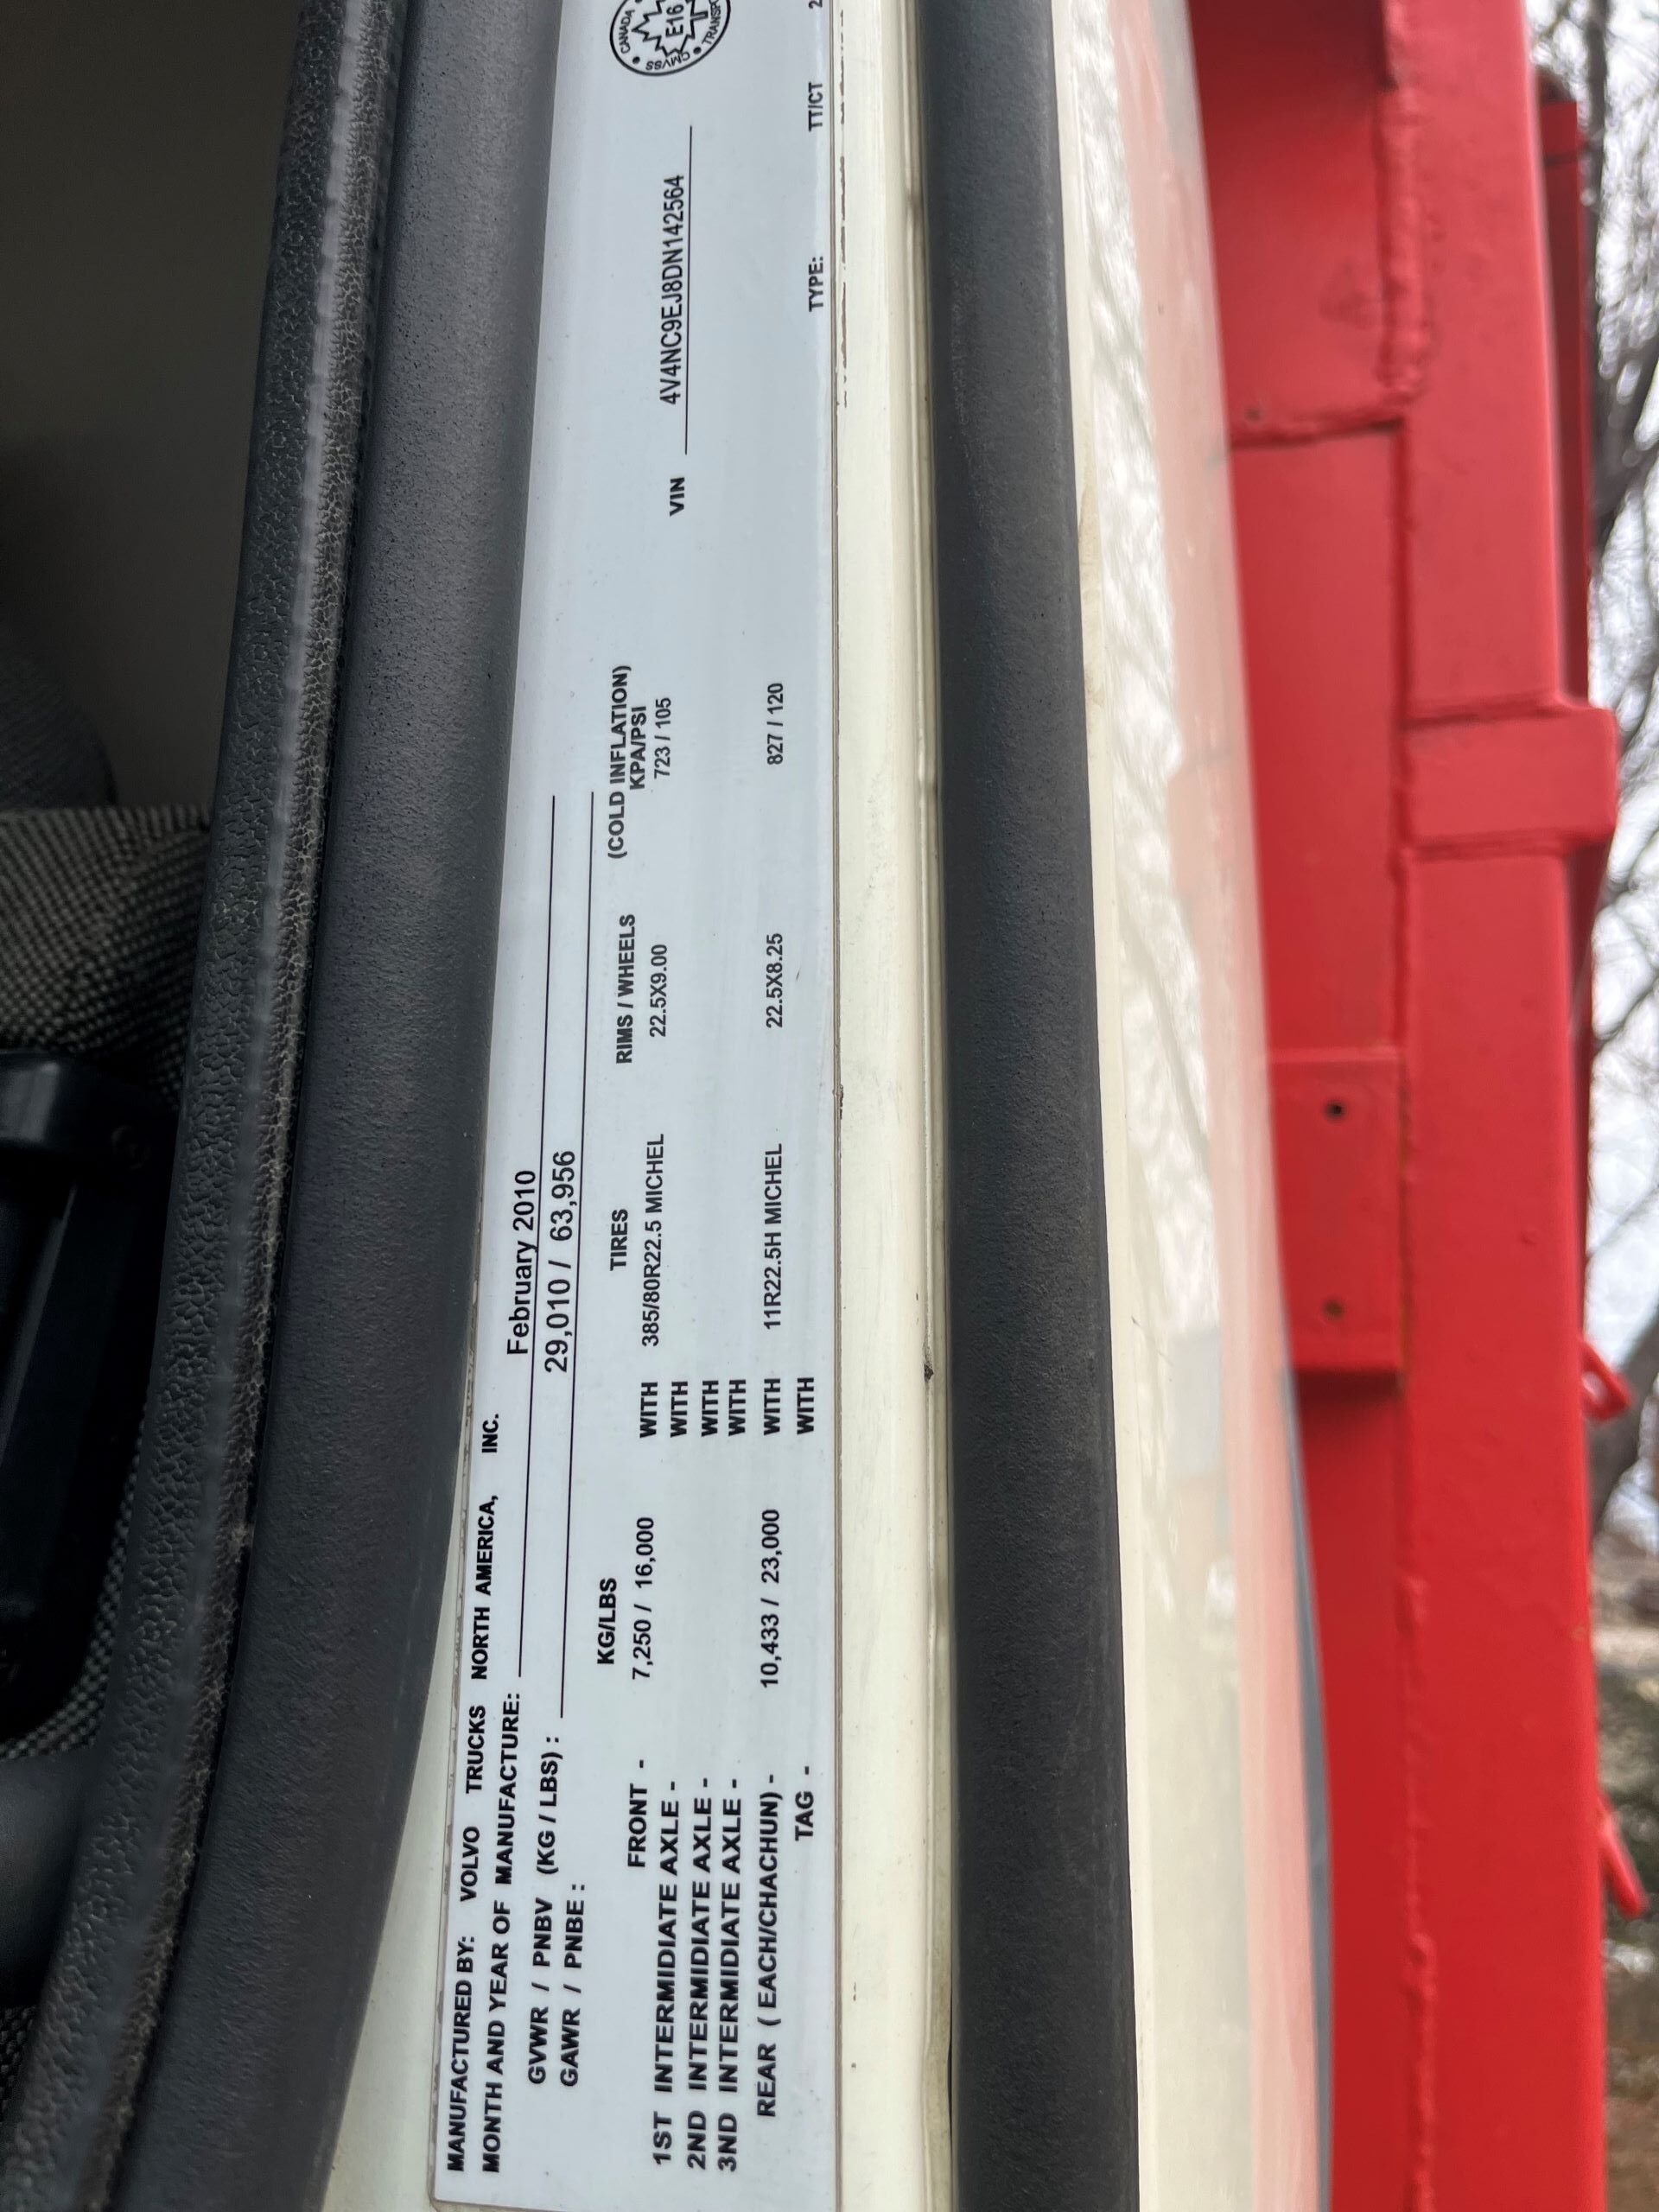 MANUFACTURED BY: VOLVO TRUCKS NORTH AMERICA, INC.
MONTH AND YEAR OF MANUFACTURE: February 2010
GVWR / PNBV (KG / LBS) : 29,010 / 63,956
GAWR / PNBE :
KG/LBS TIRES RIMS / WHEELS (COLD INFLATION) KPA/PSI
FRONT - 7,250 / 16,000 WITH 385/80R22.5 MICHEL 22.5X9.00 723 / 105
1ST INTERMIDIATE AXLE - WITH
2ND INTERMIDIATE AXLE - WITH
3ND INTERMIDIATE AXLE - WITH
REAR ( EACH/CHACHUN) - 10,433 / 23,000 WITH 11R22.5H MICHEL 22.5X8.25 827 / 120
TAG - WITH
VIN 4V4NC9EJ8DN142564
TYPE: TT/CT
CANADA
E16
CMVSS